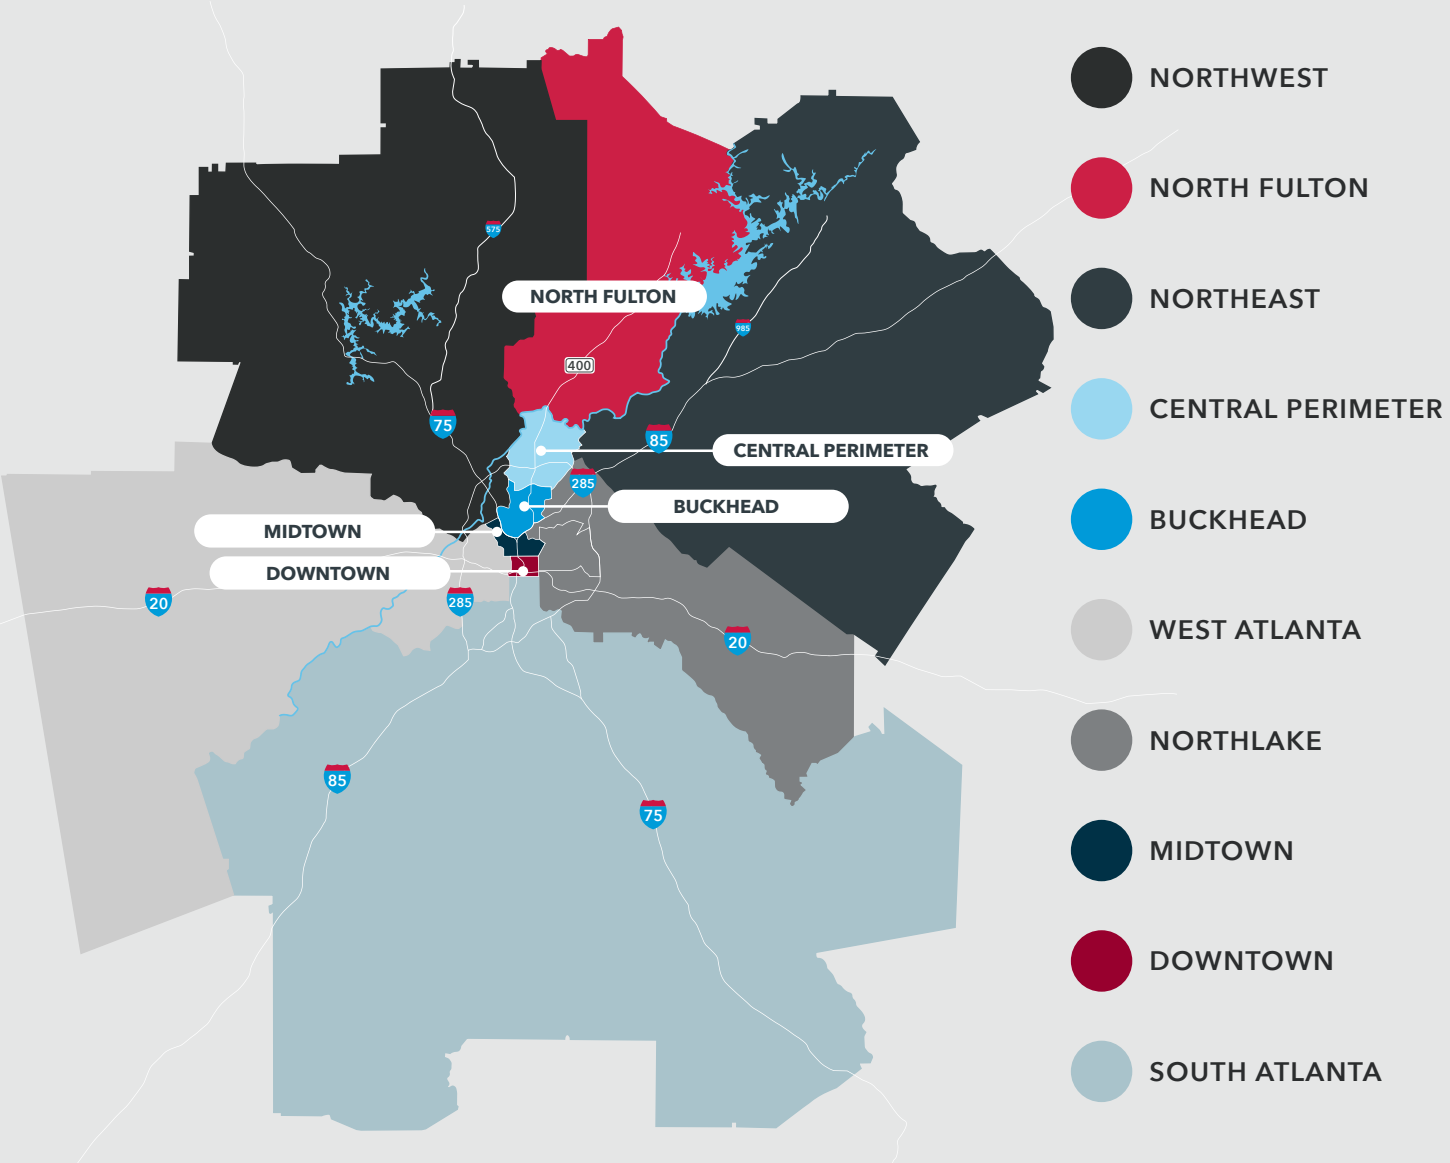 575
NORTH FULTON
985
400
75
85
CENTRAL PERIMETER
285
BUCKHEAD
MIDTOWN
DOWNTOWN
20
285
20
85
75
NORTHWEST
NORTH FULTON
NORTHEAST
CENTRAL PERIMETER
BUCKHEAD
WEST ATLANTA
NORTHLAKE
MIDTOWN
DOWNTOWN
SOUTH ATLANTA